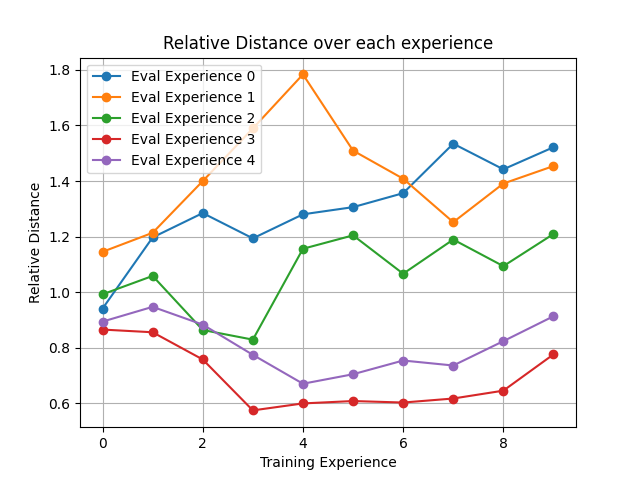 Relative Distance over each experience
1.8
1.6
1.4
1.2
1.0
0.8
0.6
Relative Distance
Eval Experience 0
Eval Experience 1
Eval Experience 2
Eval Experience 3
Eval Experience 4
0 2 4 6 8
Training Experience